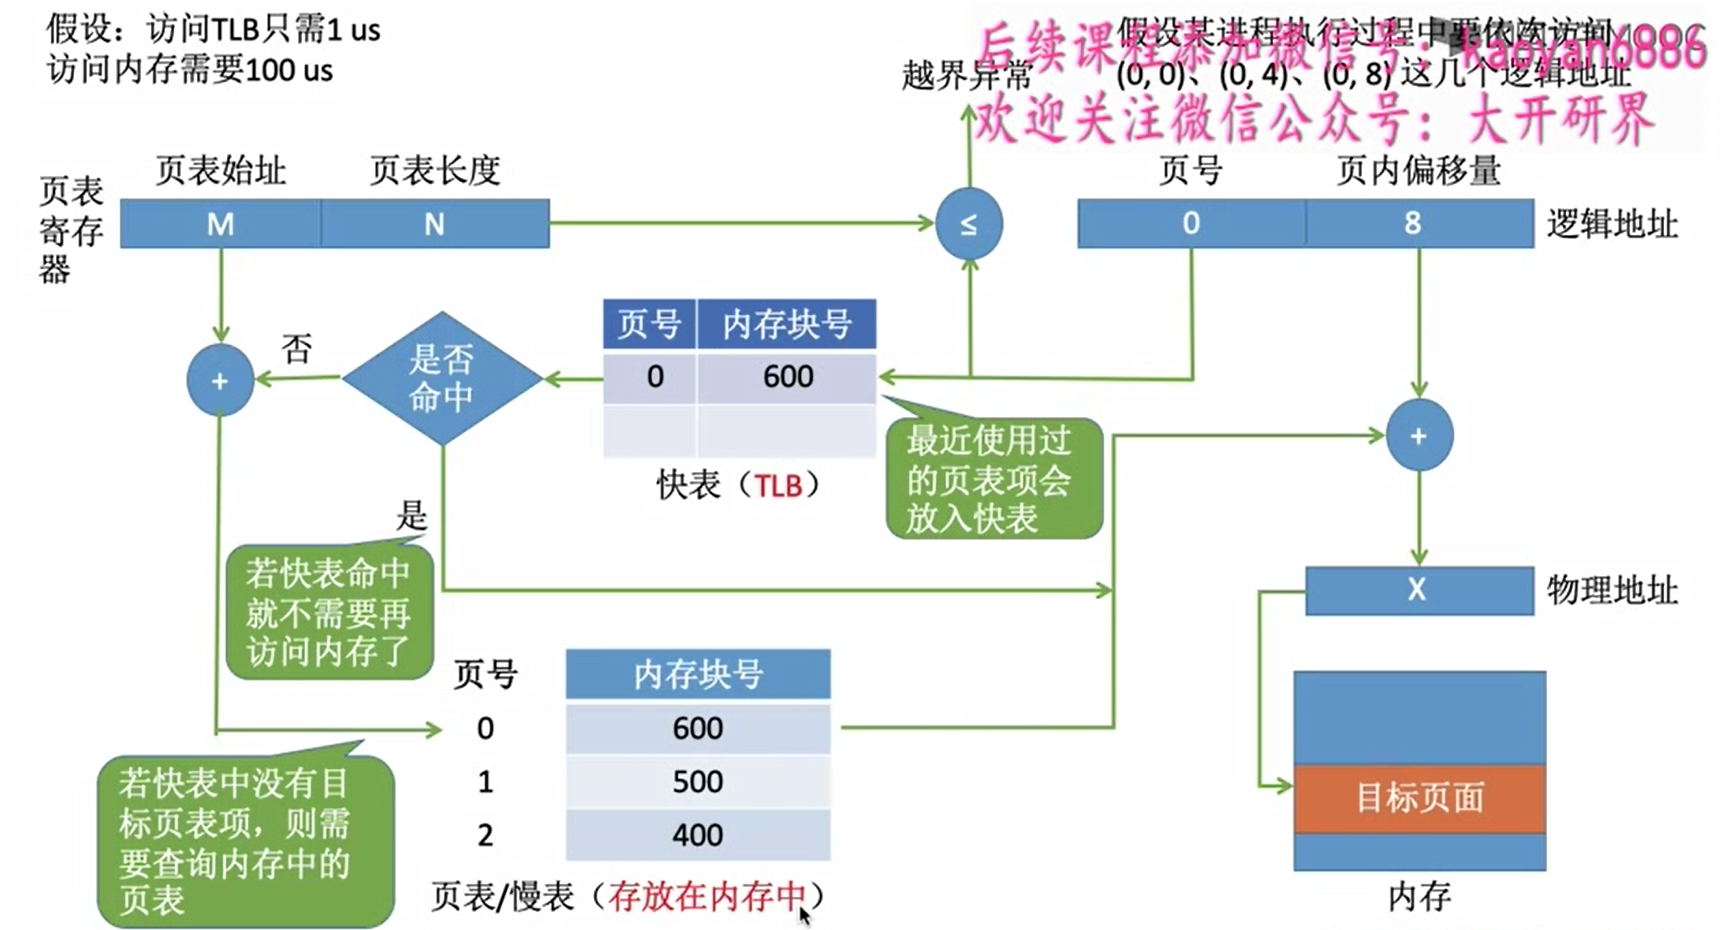 假设：访问TLB只需1 us
访问内存需要100 us
假设某进程执行过程中要依次访问
(0, 0)、(0, 4)、(0, 8) 这几个逻辑地址
后续课程添加微信号：kaoyan6886
欢迎关注微信公众号：大开研界
越界异常
页表始址
页表长度
页号
页内偏移量
页表
寄存
器
M
N
≤
0
8
逻辑地址
页号
内存块号
0
600
快表（TLB）
是否
命中
否
是
+
+
最近使用过
的页表项会
放入快表
若快表命中
就不需要再
访问内存了
X
物理地址
页号
内存块号
0
600
1
500
2
400
页表/慢表（存放在内存中）
若快表中没有目
标页表项，则需
要查询内存中的
页表
目标页面
内存